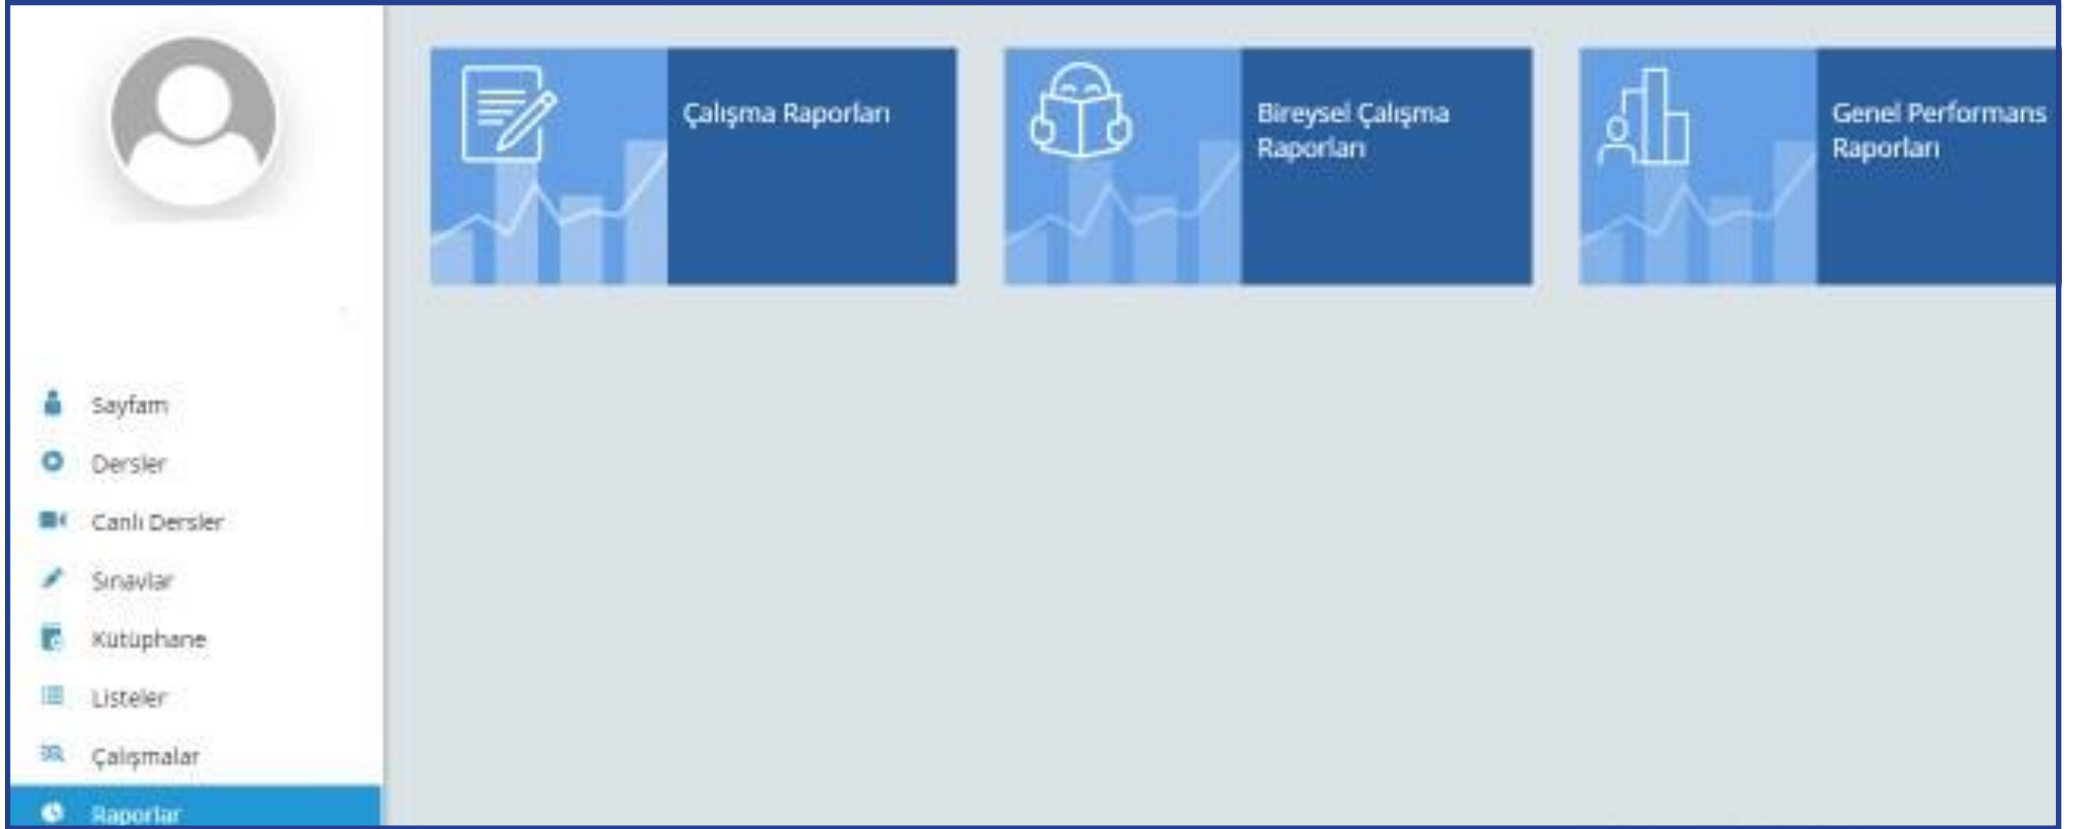 Çalışma Raporları
Bireysel Çalışma
Raporları
Genel Performans
Raporları
Sayfam
Dersler
Canlı Dersler
Sınavlar
Kütüphane
Listeler
Çalışmalar
Raporlar